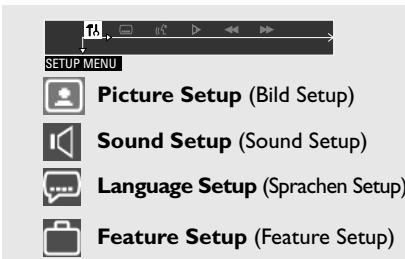 SETUP MENU
Picture Setup (Bild Setup)
Sound Setup (Sound Setup)
Language Setup (Sprachen Setup)
Feature Setup (Feature Setup)